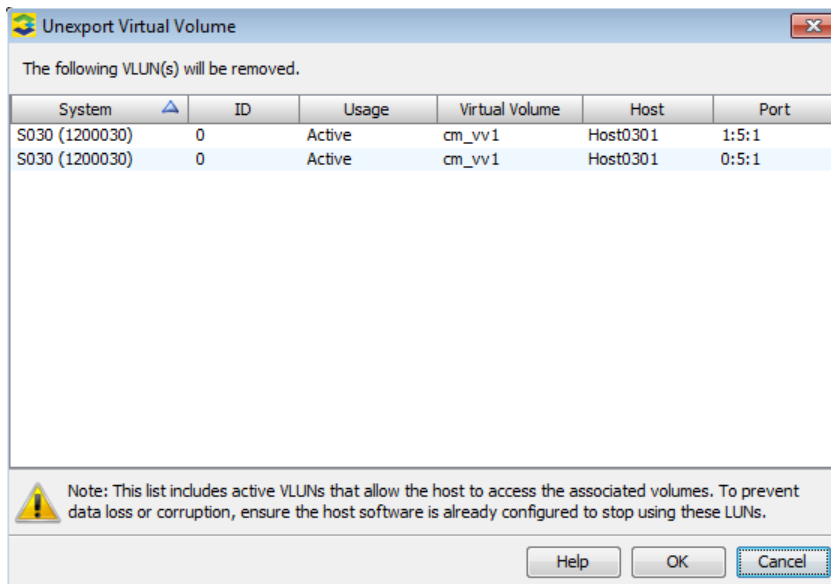 Unexport Virtual Volume
The following VLUN(s) will be removed.
System ID Usage Virtual Volume Host Port
S030 (1200030) 0 Active cm_vv1 Host0301 1:5:1
S030 (1200030) 0 Active cm_vv1 Host0301 0:5:1
Note: This list includes active VLUNs that allow the host to access the associated volumes. To prevent
data loss or corruption, ensure the host software is already configured to stop using these LUNs.
Help OK Cancel